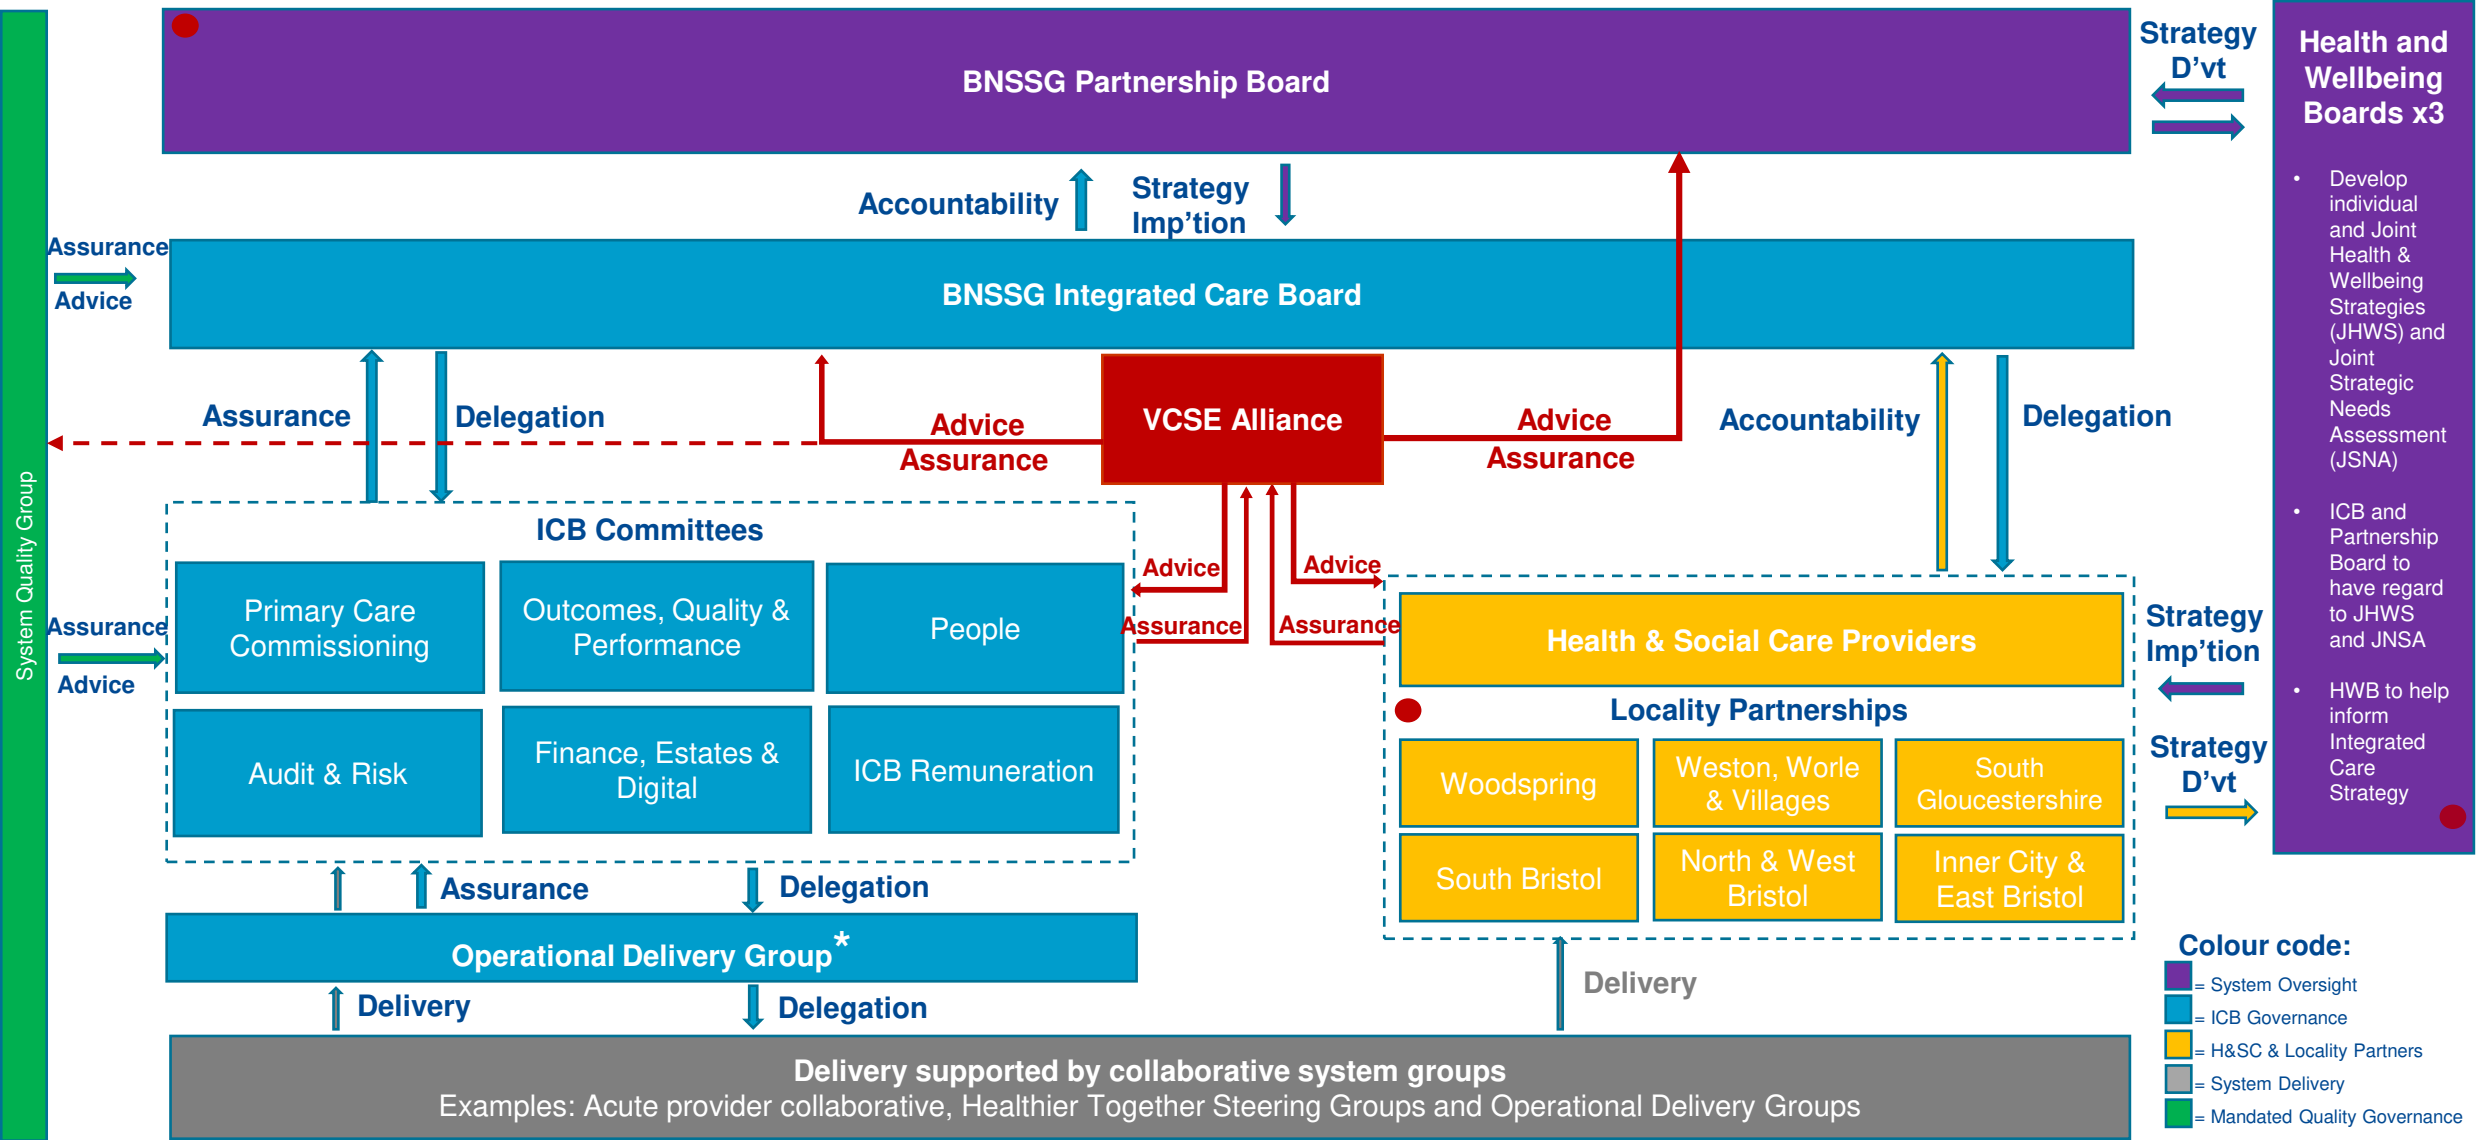 BNSSG Partnership Board
Strategy
D’vt
Health and
Wellbeing
Boards x3
• Develop
individual
and Joint
Health &
Wellbeing
Strategies
(JHWS) and
Joint
Strategic
Needs
Assessment
(JSNA)
• ICB and
Partnership
Board to
have regard
to JHWS
and JNSA
• HWB to help
inform
Integrated
Care
Strategy
Accountability
Strategy
Imp’tion
Assurance
Advice
BNSSG Integrated Care Board
Assurance
Delegation
Advice
Assurance
VCSE Alliance
Advice
Assurance
Accountability
Delegation
System Quality Group
ICB Committees
Primary Care
Commissioning
Outcomes, Quality &
Performance
People
Audit & Risk
Finance, Estates &
Digital
ICB Remuneration
Assurance
Advice
Advice
Assurance
Advice
Assurance
Health & Social Care Providers
Locality Partnerships
Woodspring
Weston, Worle
& Villages
South
Gloucestershire
South Bristol
North & West
Bristol
Inner City &
East Bristol
Strategy
Imp’tion
Strategy
D’vt
Assurance
Delegation
Operational Delivery Group*
Delivery
Delegation
Delivery
Delivery supported by collaborative system groups
Examples: Acute provider collaborative, Healthier Together Steering Groups and Operational Delivery Groups
Colour code:
= System Oversight
= ICB Governance
= H&SC & Locality Partners
= System Delivery
= Mandated Quality Governance